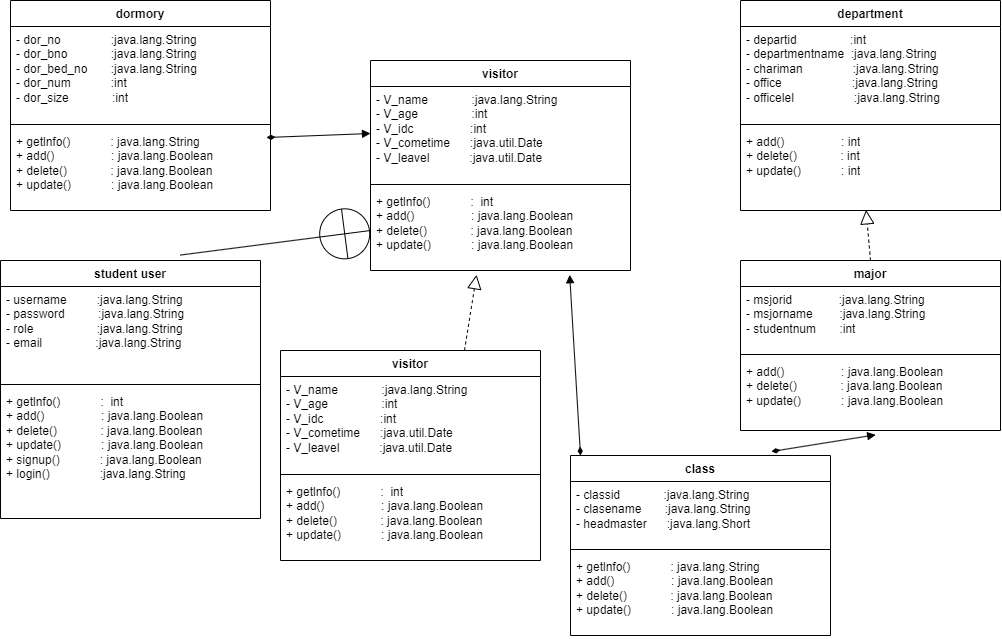 dormory
- dor_no :java.lang.String
- dor_bno :java.lang.String
- dor_bed_no :java.lang.String
- dor_num :int
- dor_size :int
+ getInfo() : java.lang.String
+ add() : java.lang.Boolean
+ delete() : java.lang.Boolean
+ update() : java.lang.Boolean
visitor
- V_name :java.lang.String
- V_age :int
- V_idc :int
- V_cometime :java.util.Date
- V_leavel :java.util.Date
+ getInfo() : int
+ add() : java.lang.Boolean
+ delete() : java.lang.Boolean
+ update() : java.lang.Boolean
department
- departid :int
- departmentname :java.lang.String
- chariman :java.lang.String
- office :java.lang.String
- officelel :java.lang.String
+ add() : int
+ delete() : int
+ update() : int
student user
- username :java.lang.String
- password :java.lang.String
- role :java.lang.String
- email :java.lang.String
+ getInfo() : int
+ add() : java.lang.Boolean
+ delete() : java.lang.Boolean
+ update() : java.lang.Boolean
+ signup() : java.lang.Boolean
+ login() :java.lang.String
visitor
- V_name :java.lang.String
- V_age :int
- V_idc :int
- V_cometime :java.util.Date
- V_leavel :java.util.Date
+ getInfo() : int
+ add() : java.lang.Boolean
+ delete() : java.lang.Boolean
+ update() : java.lang.Boolean
major
- msjorid :java.lang.String
- msjorname :java.lang.String
- studentnum :int
+ add() : java.lang.Boolean
+ delete() : java.lang.Boolean
+ update() : java.lang.Boolean
class
- classid :java.lang.String
- clasename :java.lang.String
- headmaster :java.lang.Short
+ getInfo() : java.lang.String
+ add() : java.lang.Boolean
+ delete() : java.lang.Boolean
+ update() : java.lang.Boolean